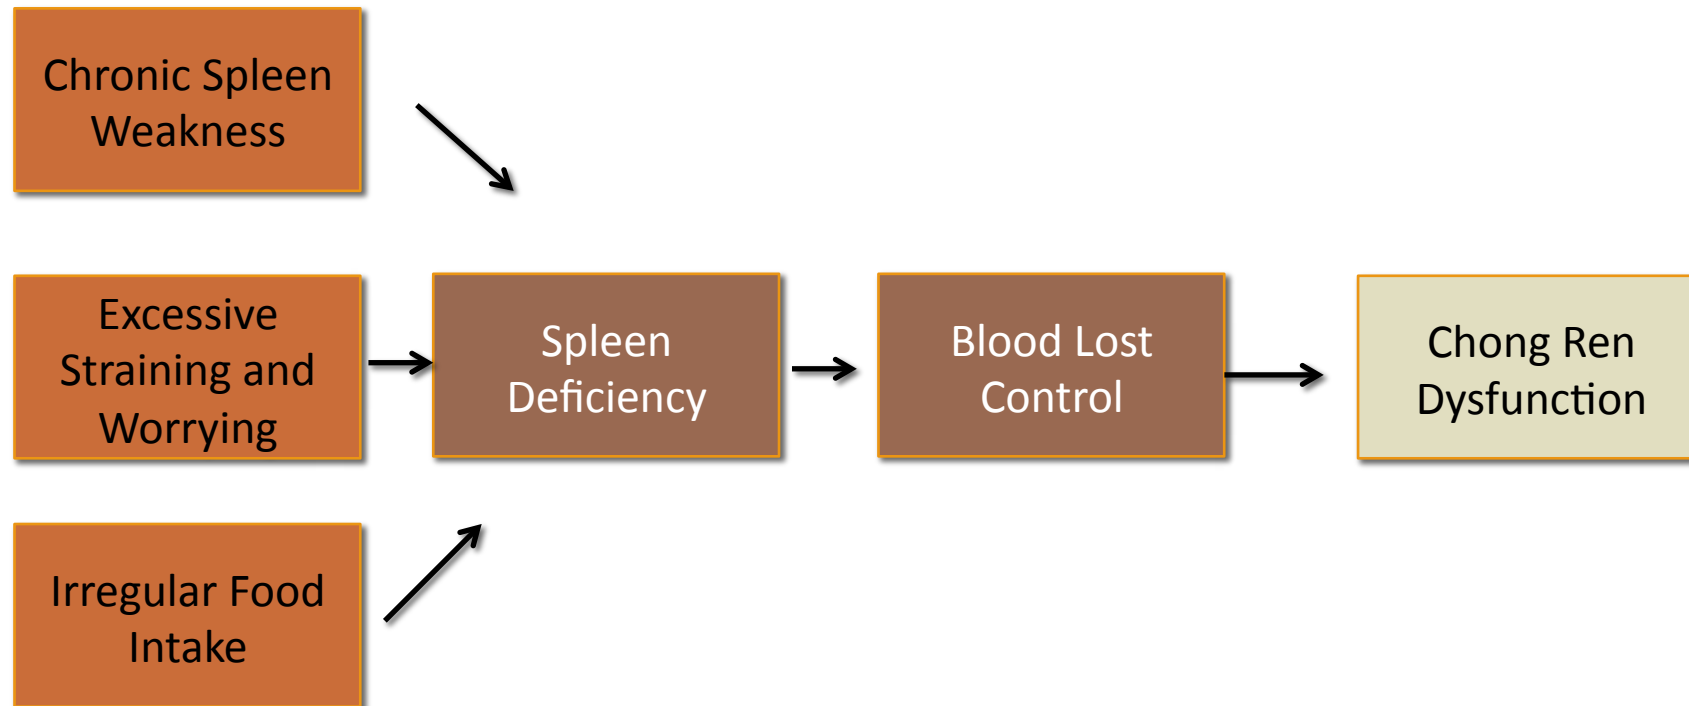 Chronic Spleen
Weakness
Excessive
Straining and
Worrying
Irregular Food
Intake
Spleen
Deficiency
Blood Lost
Control
Chong Ren
Dysfunction